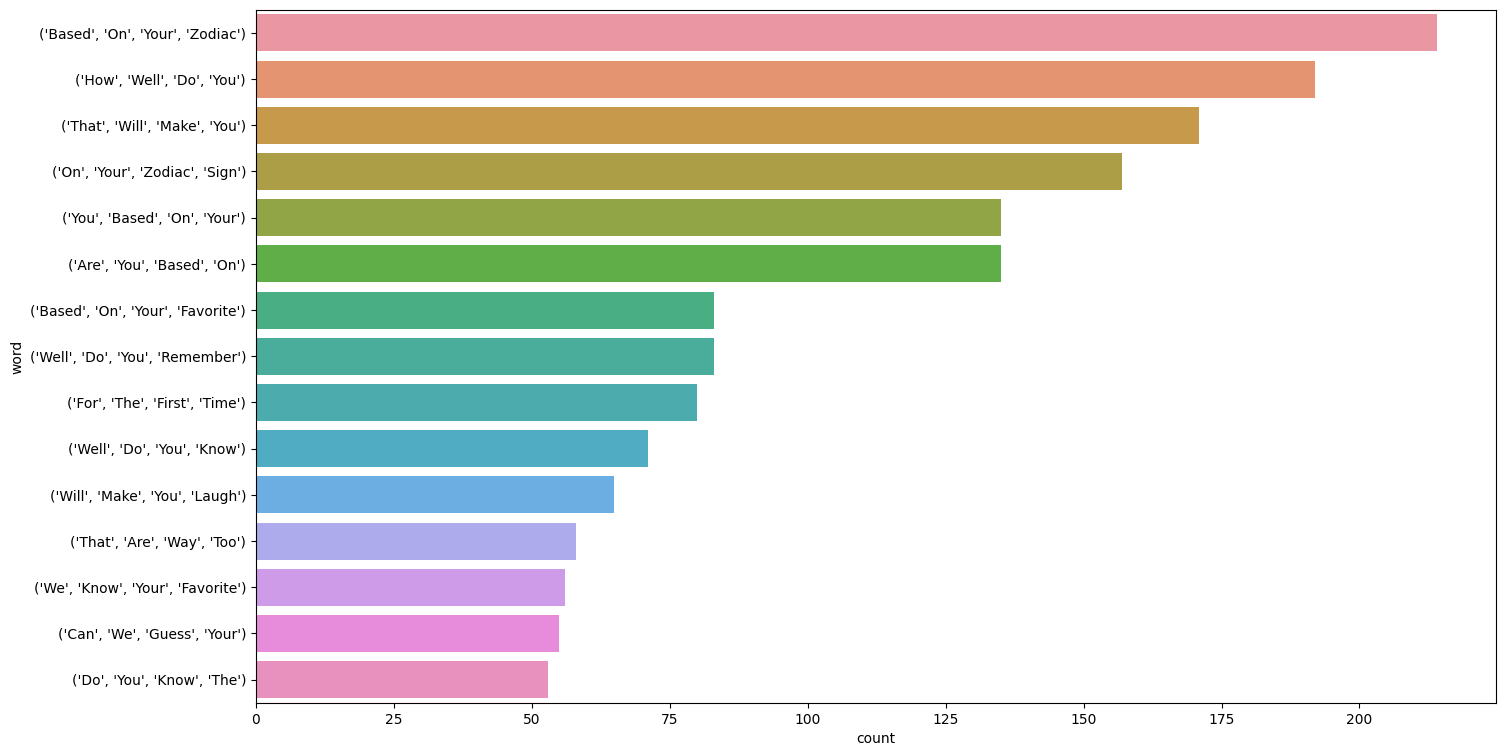 ('Based', 'On', 'Your', 'Zodiac')
('How', 'Well', 'Do', 'You')
('That', 'Will', 'Make', 'You')
('On', 'Your', 'Zodiac', 'Sign')
('You', 'Based', 'On', 'Your')
('Are', 'You', 'Based', 'On')
('Based', 'On', 'Your', 'Favorite')
word
('Well', 'Do', 'You', 'Remember')
('For', 'The', 'First', 'Time')
('Well', 'Do', 'You', 'Know')
('Will', 'Make', 'You', 'Laugh')
('That', 'Are', 'Way', 'Too')
('We', 'Know', 'Your', 'Favorite')
('Can', 'We', 'Guess', 'Your')
('Do', 'You', 'Know', 'The')
0 25 50 75 100 125 150 175 200
count